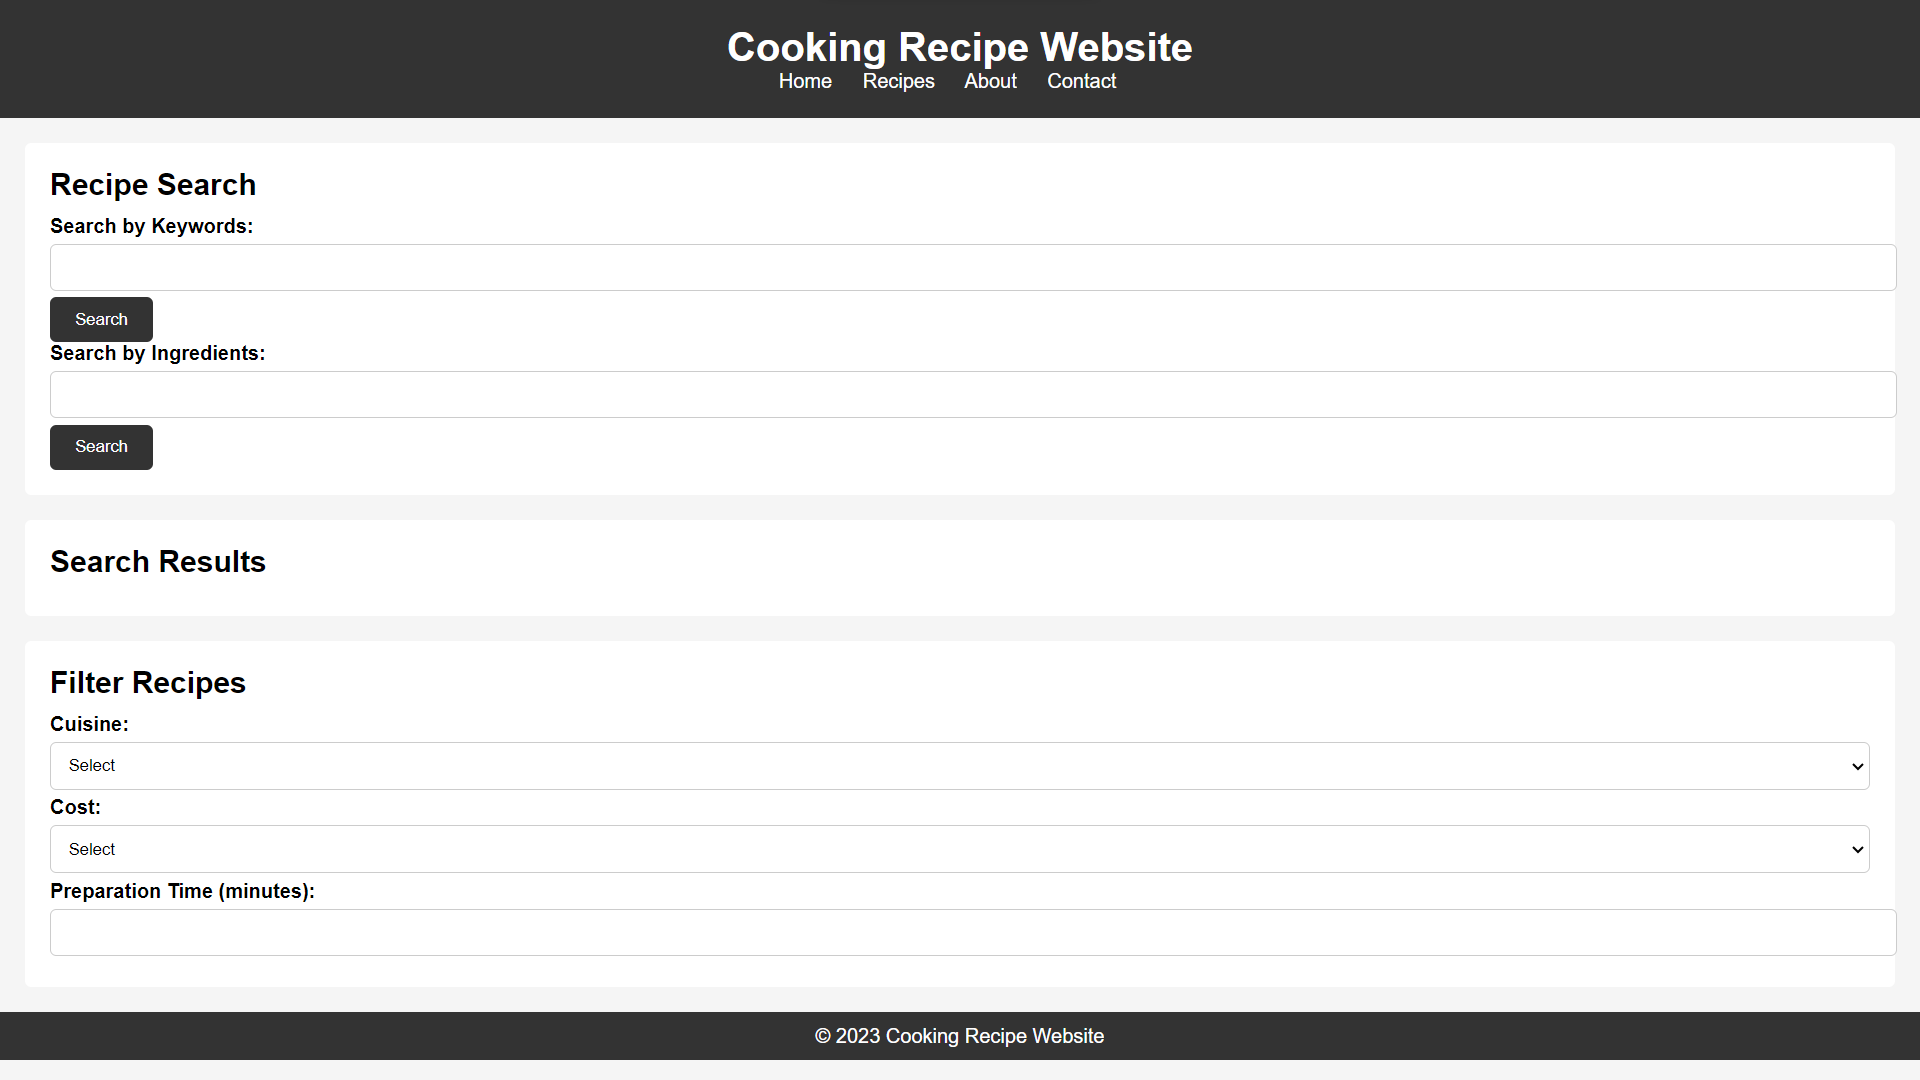 Cooking Recipe Website
Home Recipes About Contact
Recipe Search
Search by Keywords:
Search
Search by Ingredients:
Search
Search Results
Filter Recipes
Cuisine:
Select
Cost:
Select
Preparation Time (minutes):
© 2023 Cooking Recipe Website